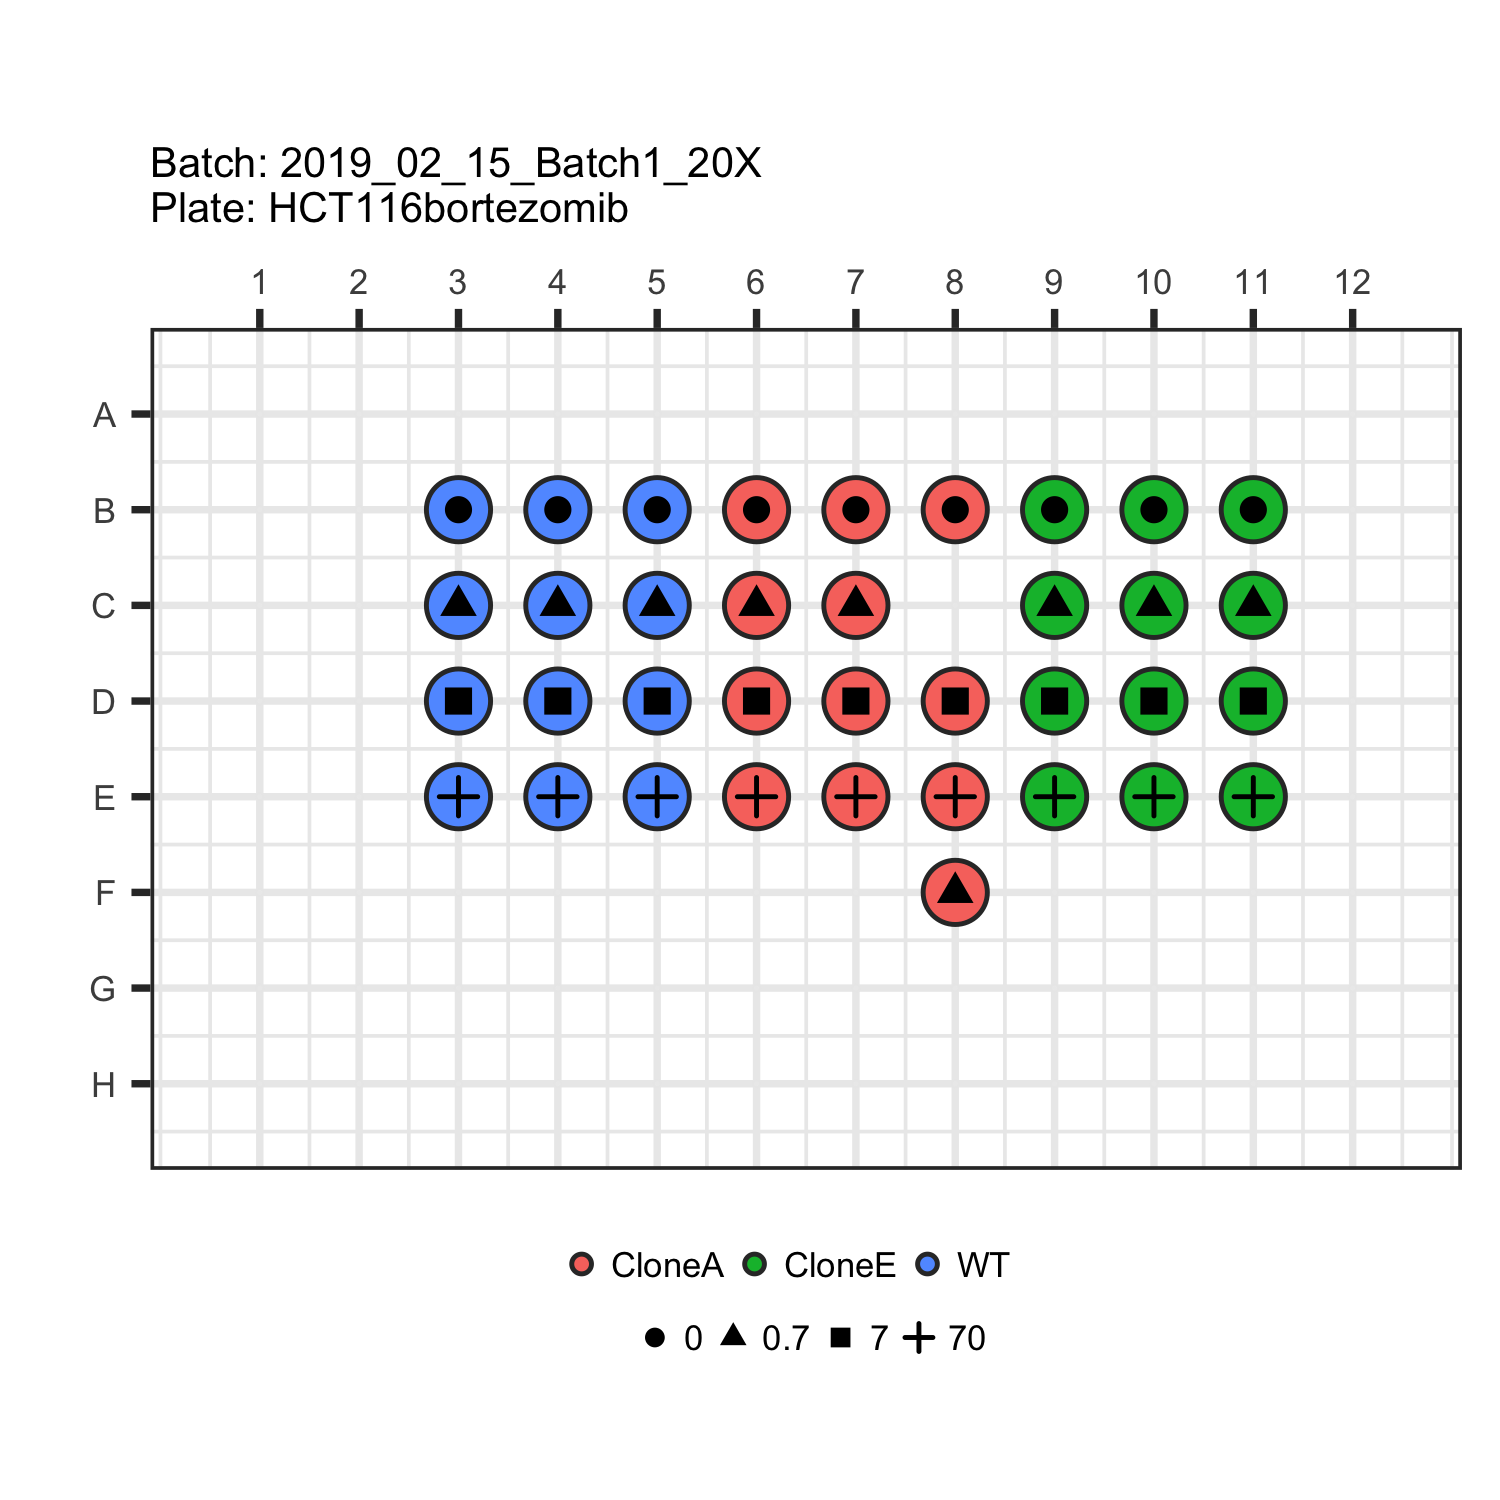 Batch: 2019_02_15_Batch1_20X
Plate: HCT116bortezomib
1 2 3 4 5 6 7 8 9 10 11 12
A
B
C
D
E
F
G
H
CloneA CloneE WT
0 0.7 7 70